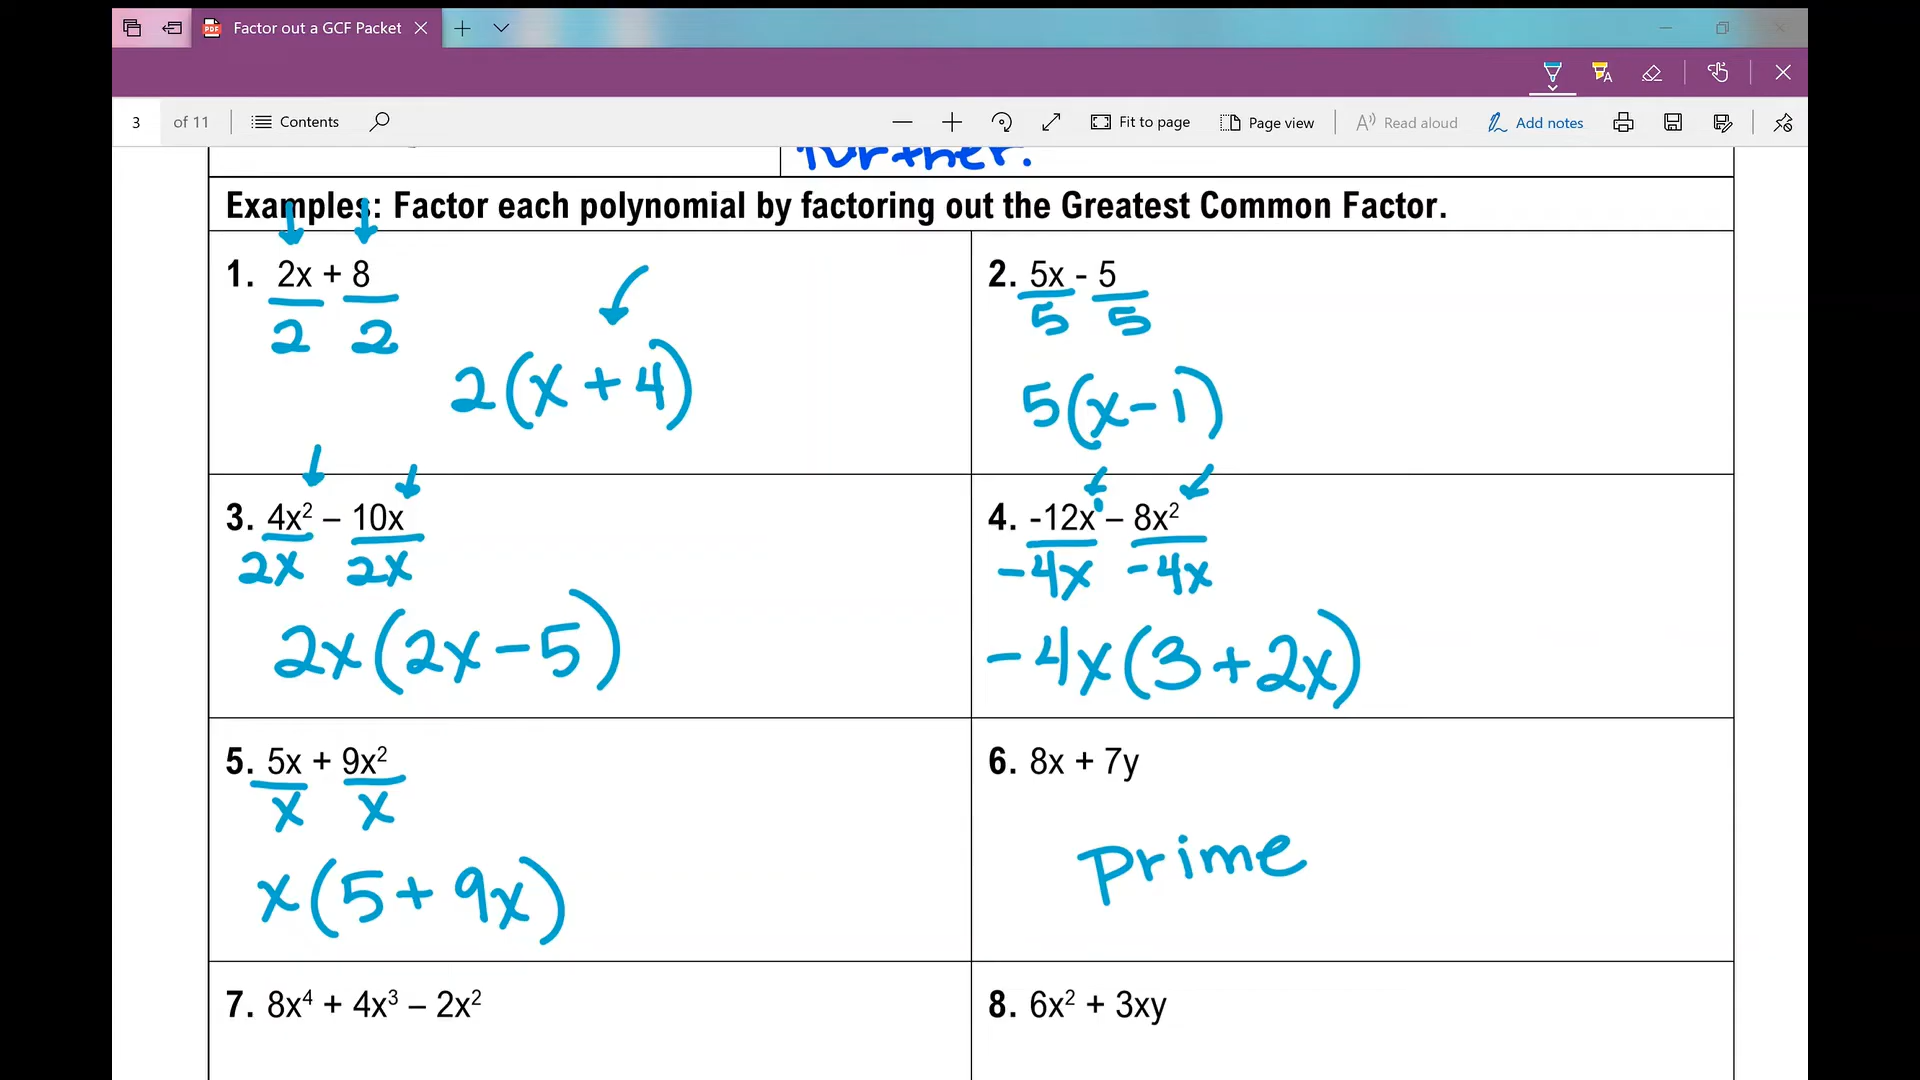 Factor out a GCF Packet
3 of 11 Contents Fit to page Page view Read aloud Add notes
further.
Examples: Factor each polynomial by factoring out the Greatest Common Factor.
1. 2x + 8
2 2
2(x + 4)
2. 5x - 5
5 5
5(x - 1)
3. 4x² – 10x
2x 2x
2x(2x - 5)
4. -12x – 8x²
-4x -4x
-4x(3 + 2x)
5. 5x + 9x²
x x
x(5 + 9x)
6. 8x + 7y
prime
7. 8x⁴ + 4x³ – 2x²
8. 6x² + 3xy